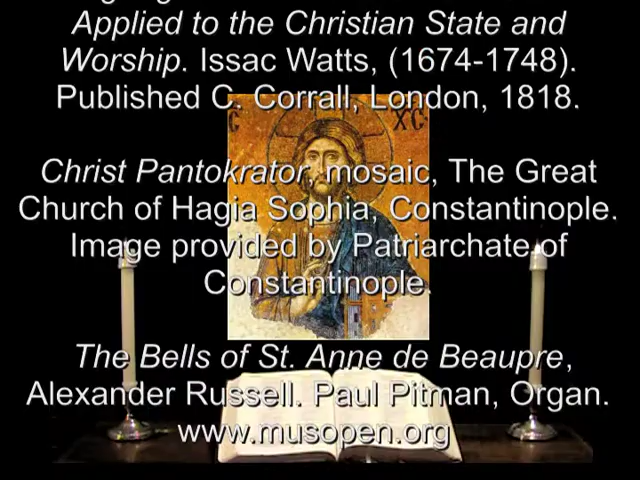 Applied to the Christian State and
Worship. Issac Watts, (1674-1748).
Published C. Corrall, London, 1818.
Christ Pantokrator, mosaic, The Great
Church of Hagia Sophia, Constantinople.
Image provided by Patriarchate of
Constantinople.
The Bells of St. Anne de Beaupre,
Alexander Russell. Paul Pitman, Organ.
www.musopen.org